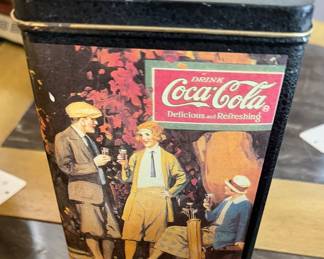 DRINK
Coca-Cola
Delicious and Refreshing